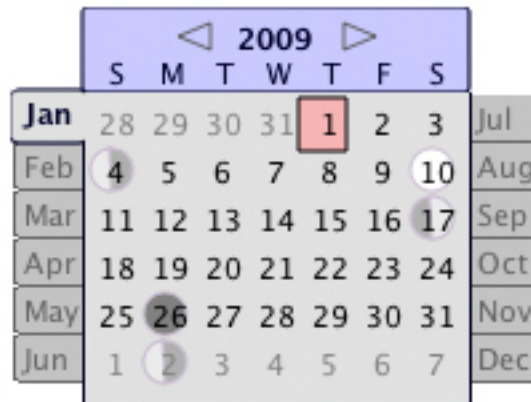 2009
S M T W T F S
Jan 28 29 30 31 1 2 3 Jul
Feb 4 5 6 7 8 9 10 Aug
Mar 11 12 13 14 15 16 17 Sep
Apr 18 19 20 21 22 23 24 Oct
May 25 26 27 28 29 30 31 Nov
Jun 1 2 3 4 5 6 7 Dec